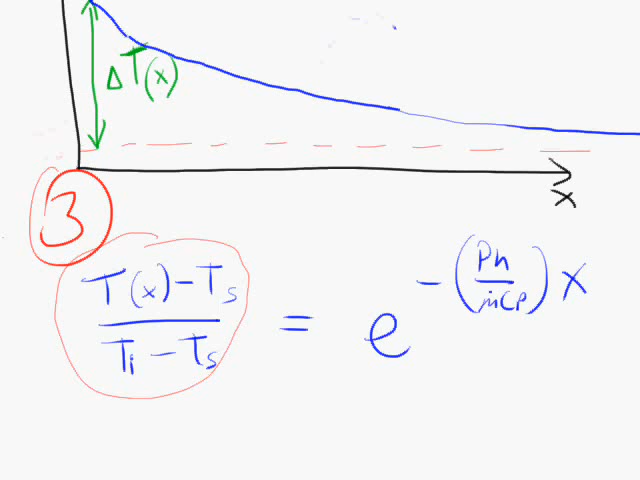 ΔT(x)
x
3
T(x)-Ts
Ti-Ts
= e
-(Ph/ṁCp)x